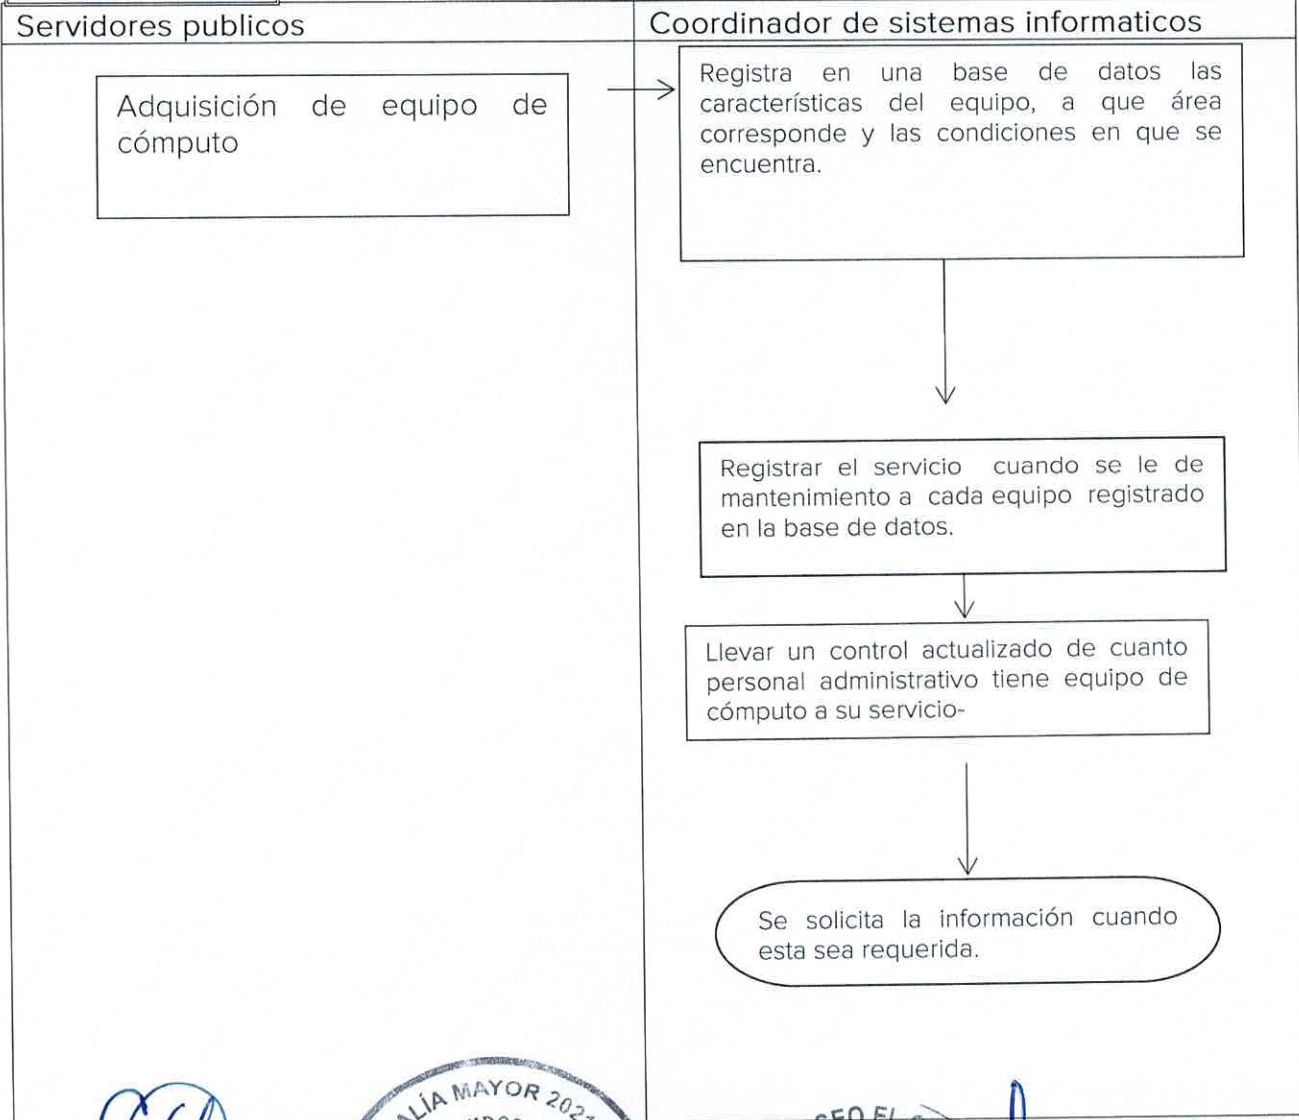 Servidores publicos
Coordinador de sistemas informaticos
Adquisición de equipo de
cómputo
Registra en una base de datos las
características del equipo, a que área
corresponde y las condiciones en que se
encuentra.
Registrar el servicio cuando se le de
mantenimiento a cada equipo registrado
en la base de datos.
Llevar un control actualizado de cuanto
personal administrativo tiene equipo de
cómputo a su servicio-
Se solicita la información cuando
esta sea requerida.
MAYOR 202